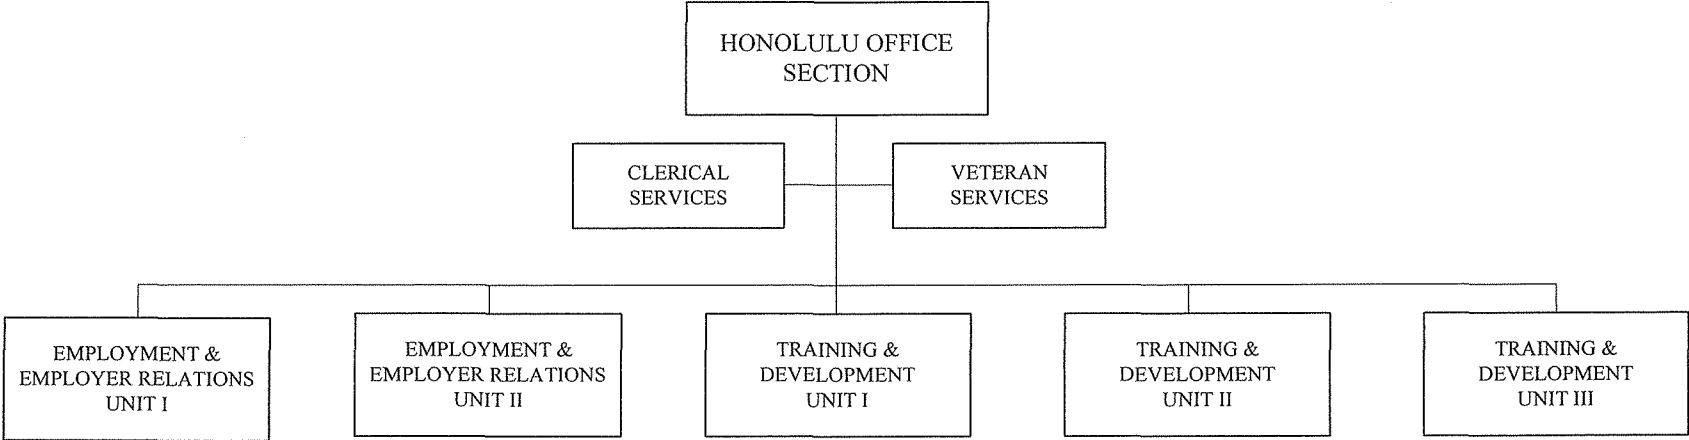 HONOLULU OFFICE
SECTION
CLERICAL
SERVICES
VETERAN
SERVICES
EMPLOYMENT &
EMPLOYER RELATIONS
UNIT I
EMPLOYMENT &
EMPLOYER RELATIONS
UNIT II
TRAINING &
DEVELOPMENT
UNIT I
TRAINING &
DEVELOPMENT
UNIT II
TRAINING &
DEVELOPMENT
UNIT III